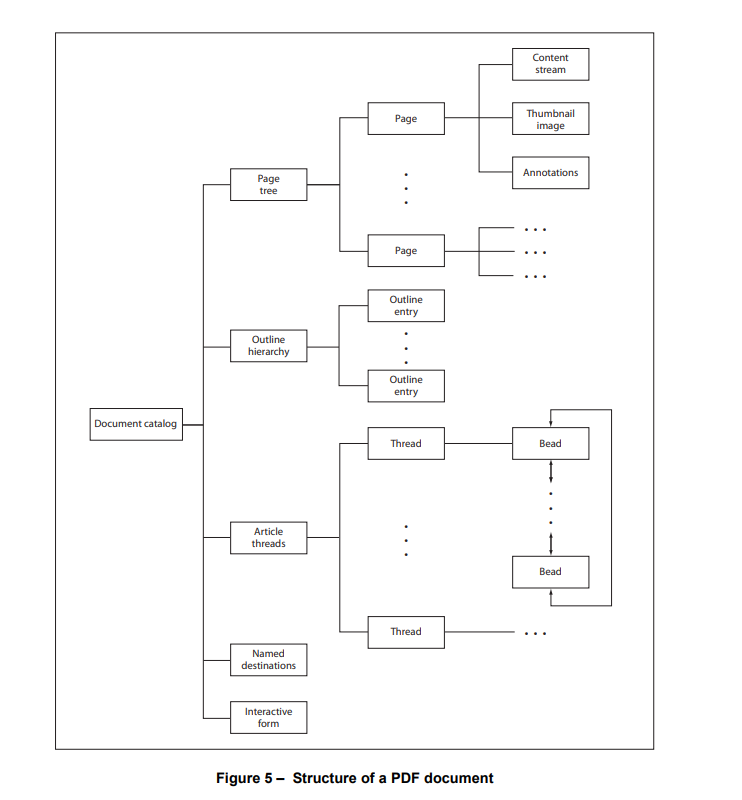 Content
stream
Page
Thumbnail
image
Annotations
Page
tree
Page
Outline
entry
Outline
hierarchy
Outline
entry
Document catalog
Thread
Bead
Article
threads
Bead
Thread
Named
destinations
Interactive
form
Figure 5 – Structure of a PDF document